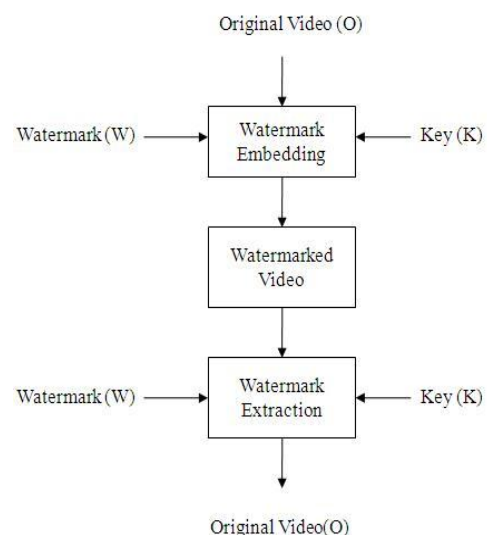 Original Video (O)
Watermark (W)
Watermark
Embedding
Key (K)
Watermarked
Video
Watermark (W)
Watermark
Extraction
Key (K)
Original Video(O)